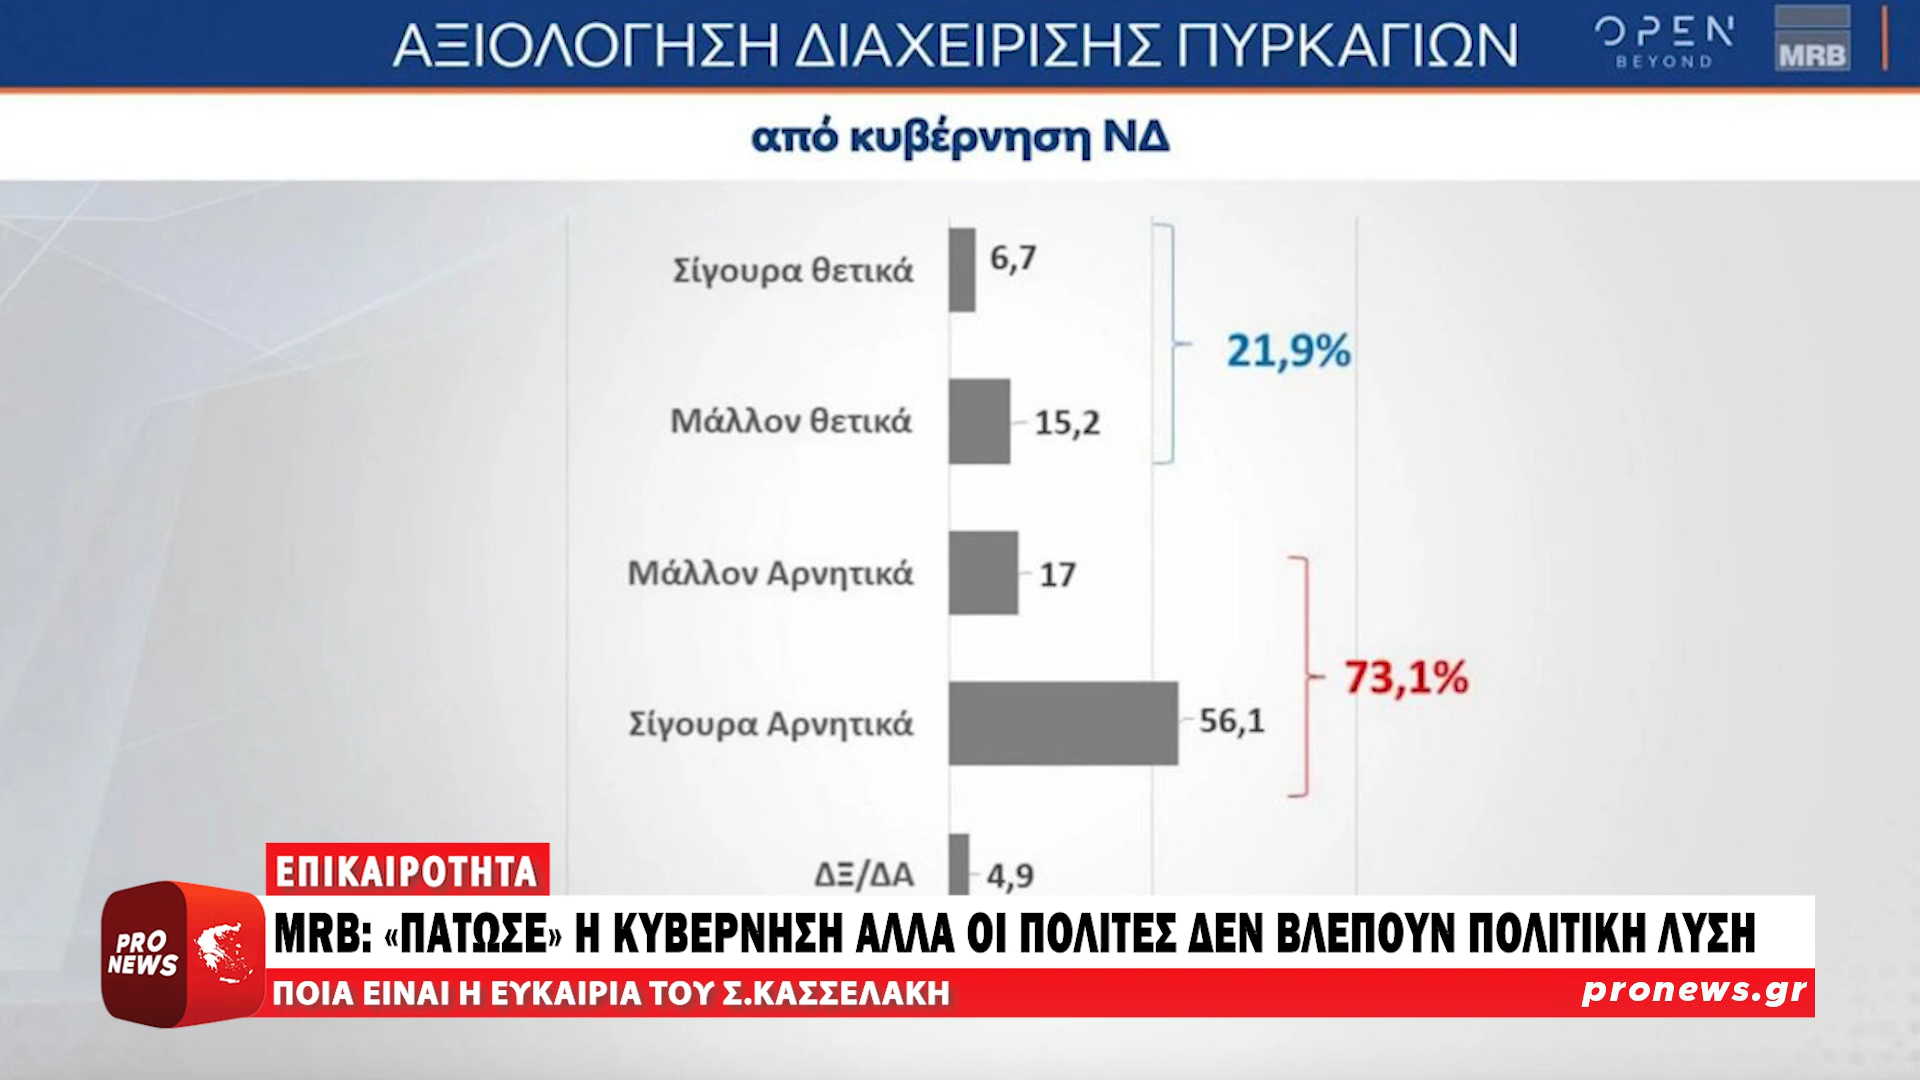 ΑΞΙΟΛΟΓΗΣΗ ΔΙΑΧΕΙΡΙΣΗΣ ΠΥΡΚΑΓΙΩΝ
OPEN
BEYOND
MRB
από κυβέρνηση ΝΔ
Σίγουρα θετικά 6,7
21,9%
Μάλλον θετικά 15,2
Μάλλον Αρνητικά 17
73,1%
Σίγουρα Αρνητικά 56,1
ΔΞ/ΔΑ 4,9
ΕΠΙΚΑΙΡΟΤΗΤΑ
PRO
NEWS
MRB: «ΠΑΤΩΣΕ» Η ΚΥΒΕΡΝΗΣΗ ΑΛΛΑ ΟΙ ΠΟΛΙΤΕΣ ΔΕΝ ΒΛΕΠΟΥΝ ΠΟΛΙΤΙΚΗ ΛΥΣΗ
ΠΟΙΑ ΕΙΝΑΙ Η ΕΥΚΑΙΡΙΑ ΤΟΥ Σ.ΚΑΣΣΕΛΑΚΗ
pronews.gr